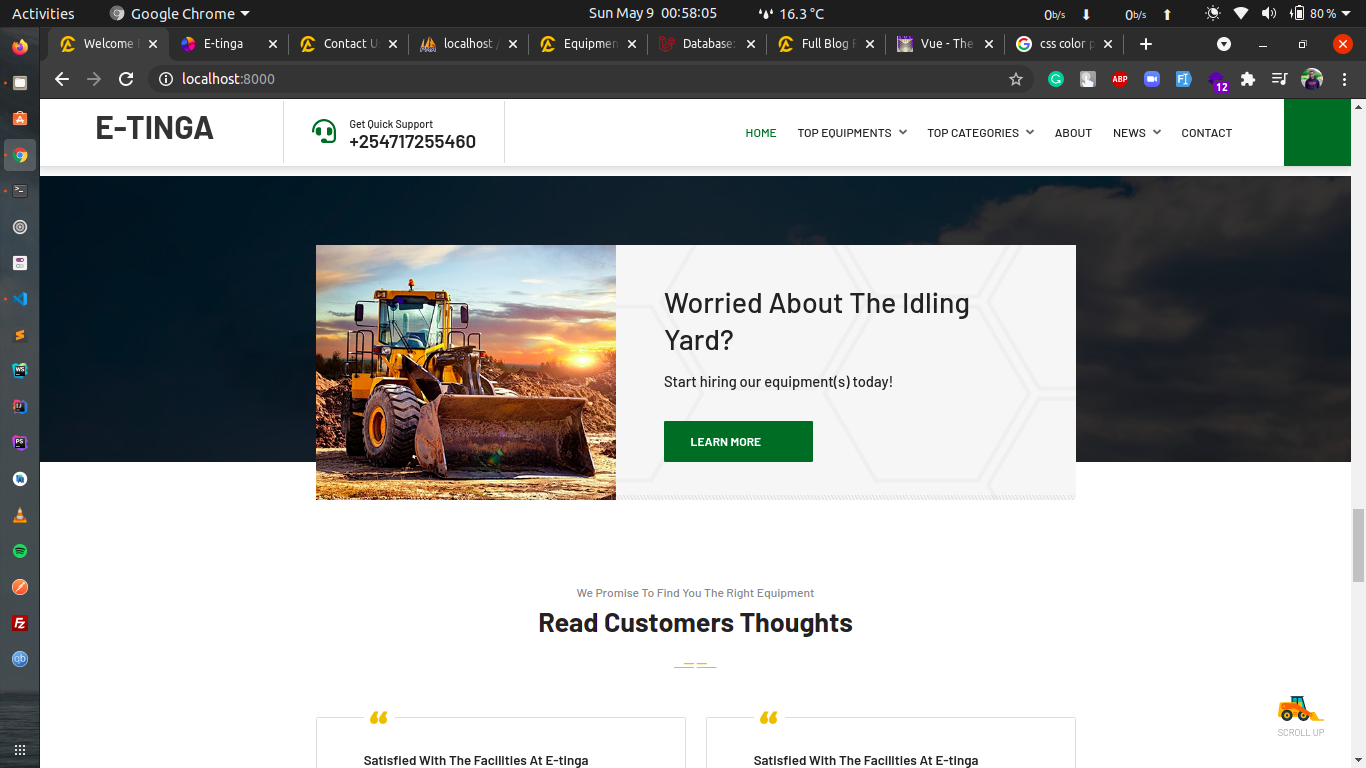 Activities
Google Chrome
Sun May 9 00:58:05
16.3 °C
0b/s
0b/s
80 %
Welcome
E-tinga
Contact U
localhost /
Equipmen
Database:
Full Blog
Vue - The
css color p
localhost:8000
ABP
12
E-TINGA
Get Quick Support
+254717255460
HOME
TOP EQUIPMENTS
TOP CATEGORIES
ABOUT
NEWS
CONTACT
Worried About The Idling
Yard?
Start hiring our equipment(s) today!
LEARN MORE
We Promise To Find You The Right Equipment
Read Customers Thoughts
Satisfied With The Facilities At E-tinga
Satisfied With The Facilities At E-tinga
SCROLL UP